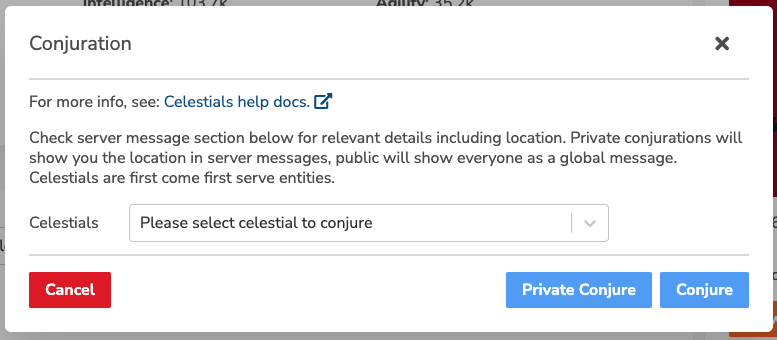 Intelligence: 103.7k Agility: 35.2k
Conjuration
For more info, see: Celestials help docs.
Check server message section below for relevant details including location. Private conjurations will
show you the location in server messages, public will show everyone as a global message.
Celestials are first come first serve entities.
Celestials Please select celestial to conjure
Cancel Private Conjure Conjure